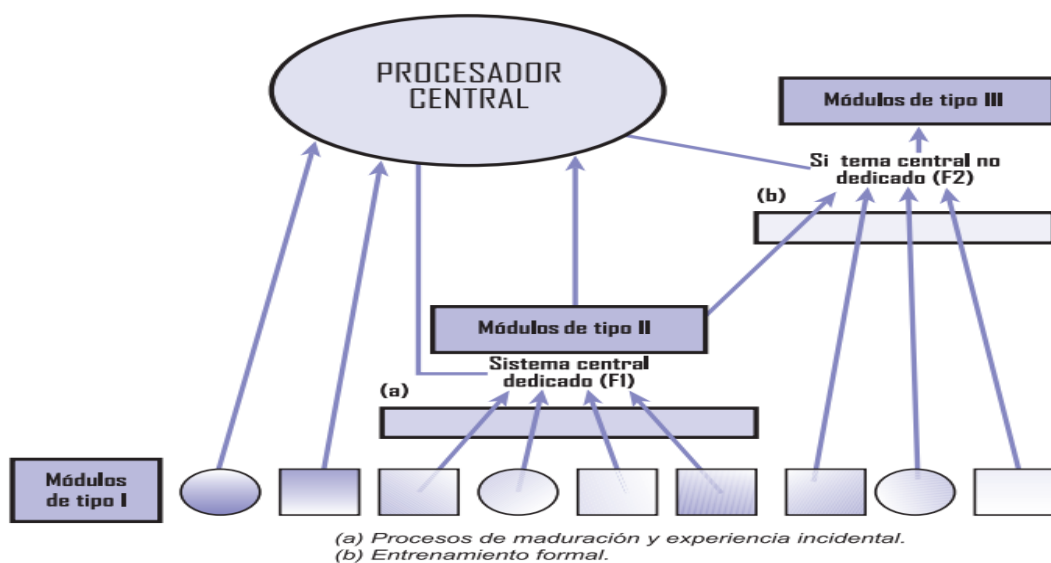 PROCESADOR
CENTRAL
Módulos de tipo III
Si tema central no
dedicado (F2)
(b)
Módulos de tipo II
Sistema central
dedicado (F1)
(a)
Módulos
de tipo I
(a) Procesos de maduración y experiencia incidental.
(b) Entrenamiento formal.